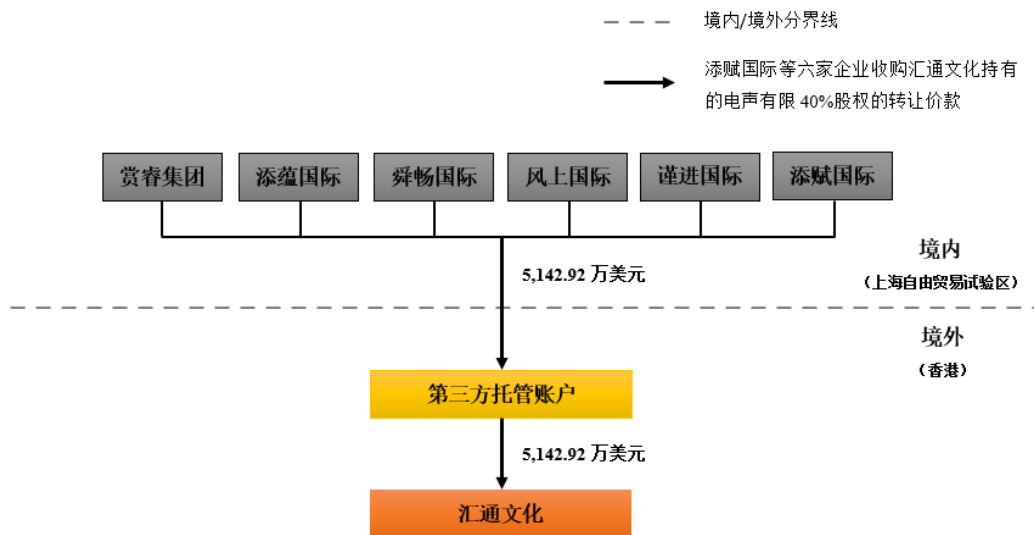 境内/境外分界线
添赋国际等六家企业收购汇通文化持有
的电声有限 40%股权的转让价款
赏睿集团
添蕴国际
舜畅国际
风上国际
谨进国际
添赋国际
5,142.92 万美元
境内
（上海自由贸易试验区）
境外
（香港）
第三方托管账户
5,142.92 万美元
汇通文化